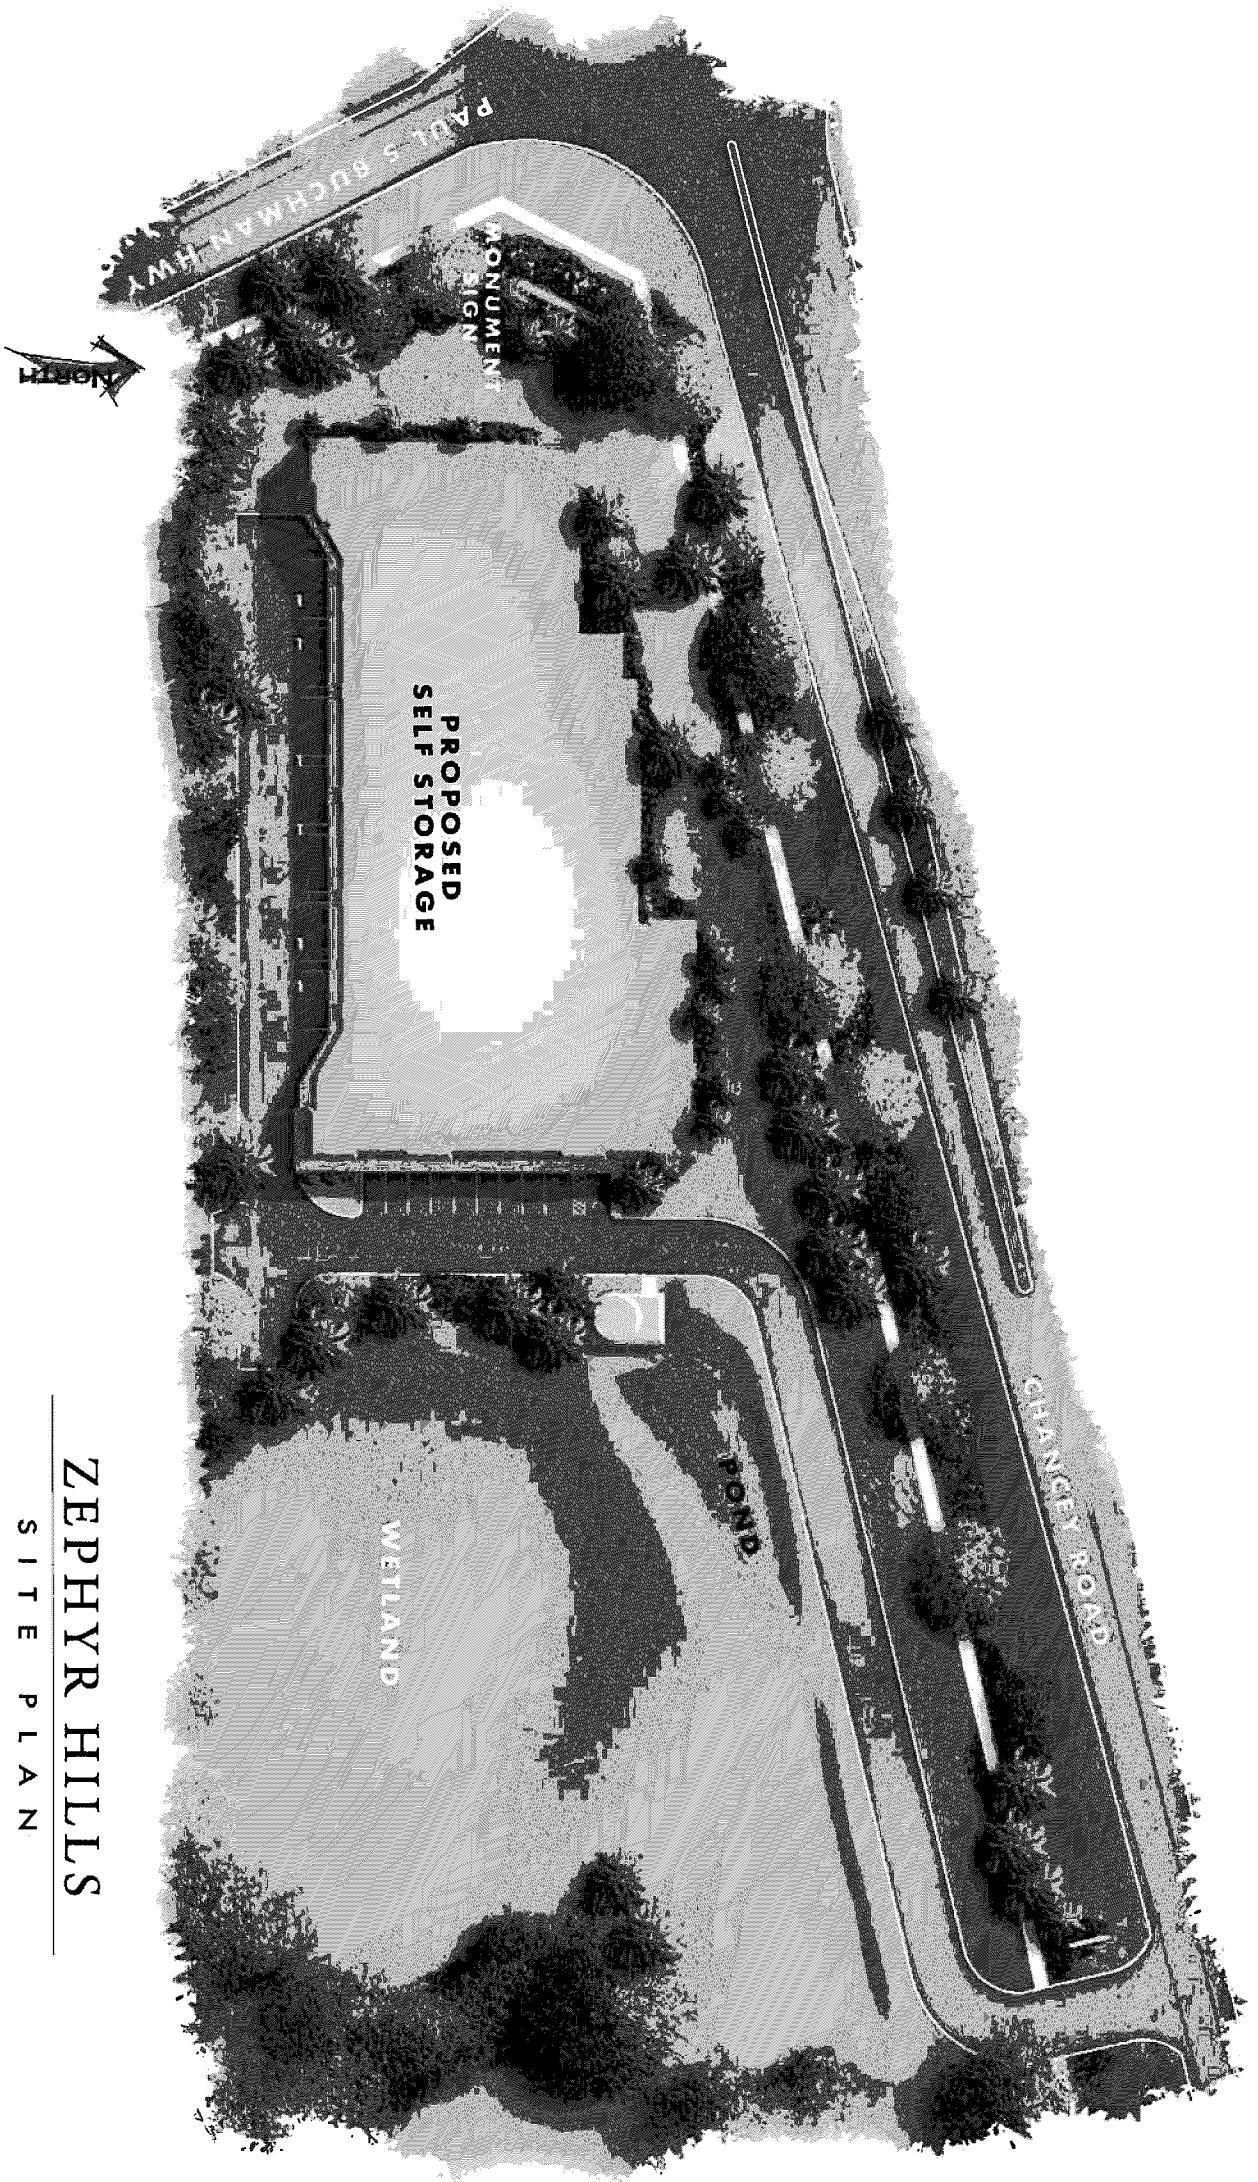 PAUL S BUCHMAN HWY
MONUMENT
SIGN
North
PROPOSED
SELF STORAGE
POND
WETLAND
CHANCEY ROAD
ZEPHYR HILLS
SITE PLAN